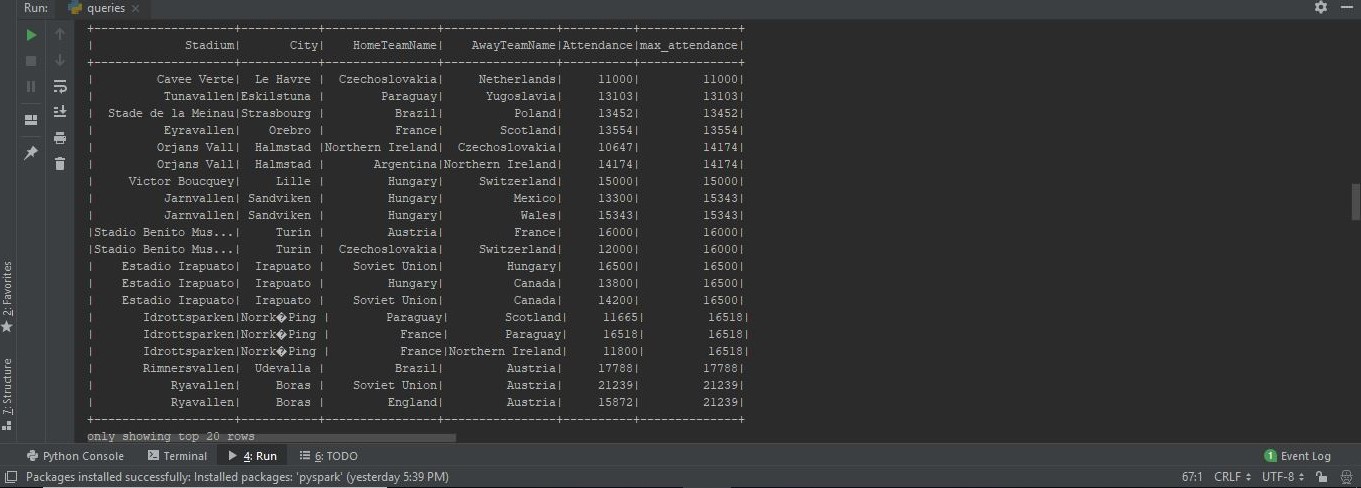 Run: queries
+--------------------+-----------+----------------+----------------+----------+--------------+
| Stadium| City| HomeTeamName| AwayTeamName|Attendance|max_attendance|
+--------------------+-----------+----------------+----------------+----------+--------------+
| Cavee Verte| Le Havre | Czechoslovakia| Netherlands| 11000| 11000|
| Tunavallen|Eskilstuna | Paraguay| Yugoslavia| 13103| 13103|
| Stade de la Meinau|Strasbourg | Brazil| Poland| 13452| 13452|
| Eyravallen| Orebro | France| Scotland| 13554| 13554|
| Orjans Vall| Halmstad |Northern Ireland| Czechoslovakia| 10647| 14174|
| Orjans Vall| Halmstad | Argentina|Northern Ireland| 14174| 14174|
| Victor Boucquey| Lille | Hungary| Switzerland| 15000| 15000|
| Jarnvallen| Sandviken | Hungary| Mexico| 13300| 15343|
| Jarnvallen| Sandviken | Hungary| Wales| 15343| 15343|
|Stadio Benito Mus...| Turin | Austria| France| 16000| 16000|
|Stadio Benito Mus...| Turin | Czechoslovakia| Switzerland| 12000| 16000|
| Estadio Irapuato| Irapuato | Soviet Union| Hungary| 16500| 16500|
| Estadio Irapuato| Irapuato | Hungary| Canada| 13800| 16500|
| Estadio Irapuato| Irapuato | Soviet Union| Canada| 14200| 16500|
| Idrottsparken|Norrk�Ping | Paraguay| Scotland| 11665| 16518|
| Idrottsparken|Norrk�Ping | France| Paraguay| 16518| 16518|
| Idrottsparken|Norrk�Ping | France|Northern Ireland| 11800| 16518|
| Rimnersvallen| Udevalla | Brazil| Austria| 17788| 17788|
| Ryavallen| Boras | Soviet Union| Austria| 21239| 21239|
| Ryavallen| Boras | England| Austria| 15872| 21239|
+--------------------+-----------+----------------+----------------+----------+--------------+
only showing top 20 rows
2: Favorites
7: Structure
Python Console Terminal 4: Run 6: TODO 1 Event Log
Packages installed successfully: Installed packages: 'pyspark' (yesterday 5:39 PM) 67:1 CRLF UTF-8